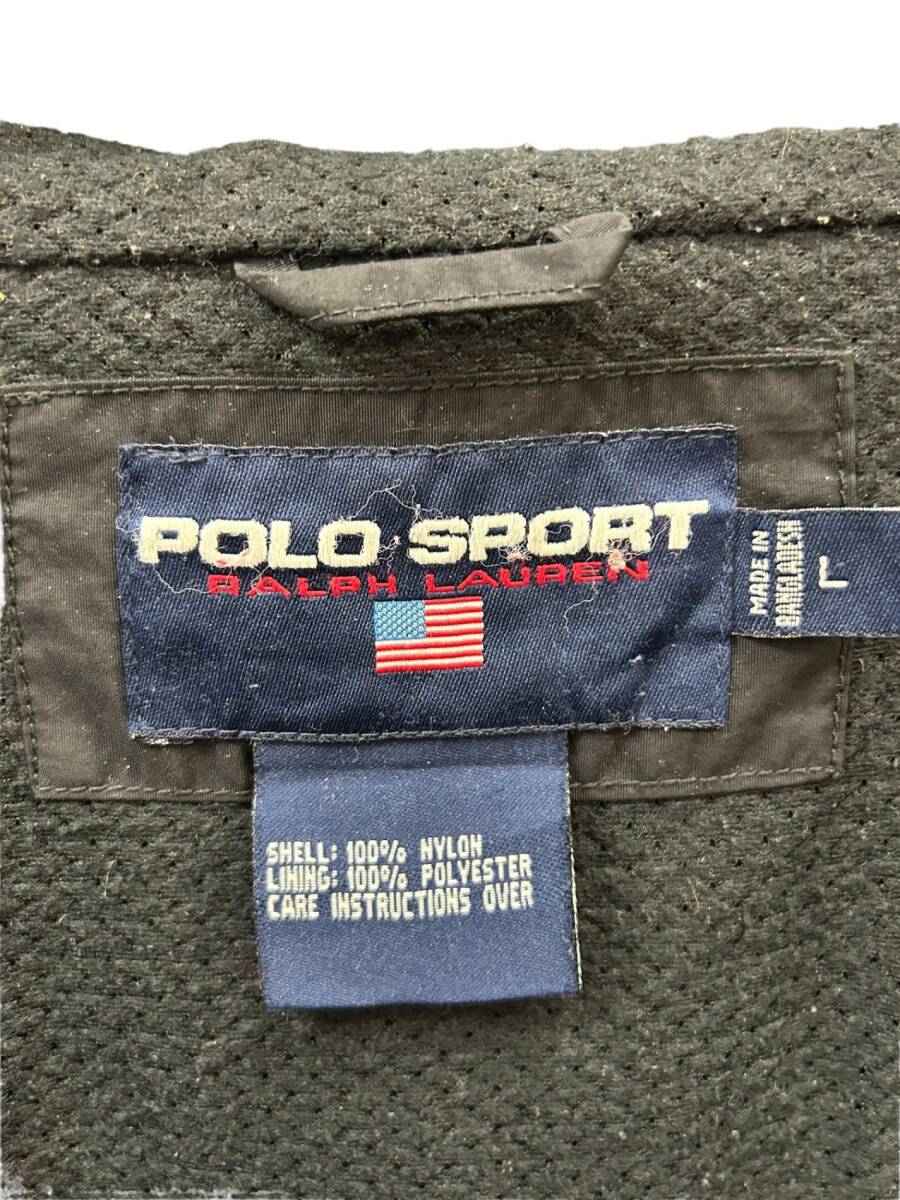 POLO SPORT
RALPH LAUREN
MADE IN
BANGLADESH
L
SHELL: 100% NYLON
LINING: 100% POLYESTER
CARE INSTRUCTIONS OVER